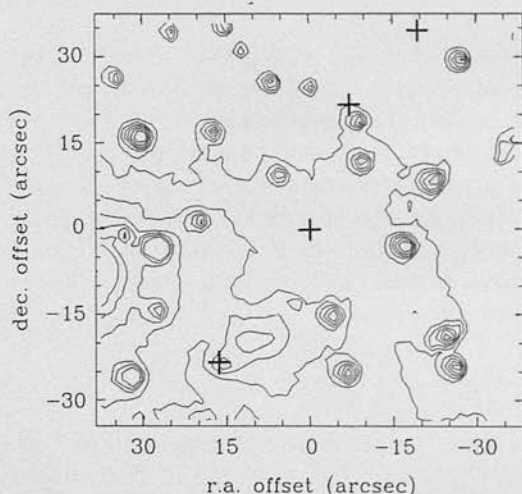 30
15
0
−15
−30
dec. offset (arcsec)
30 15 0 −15 −30
r.a. offset (arcsec)